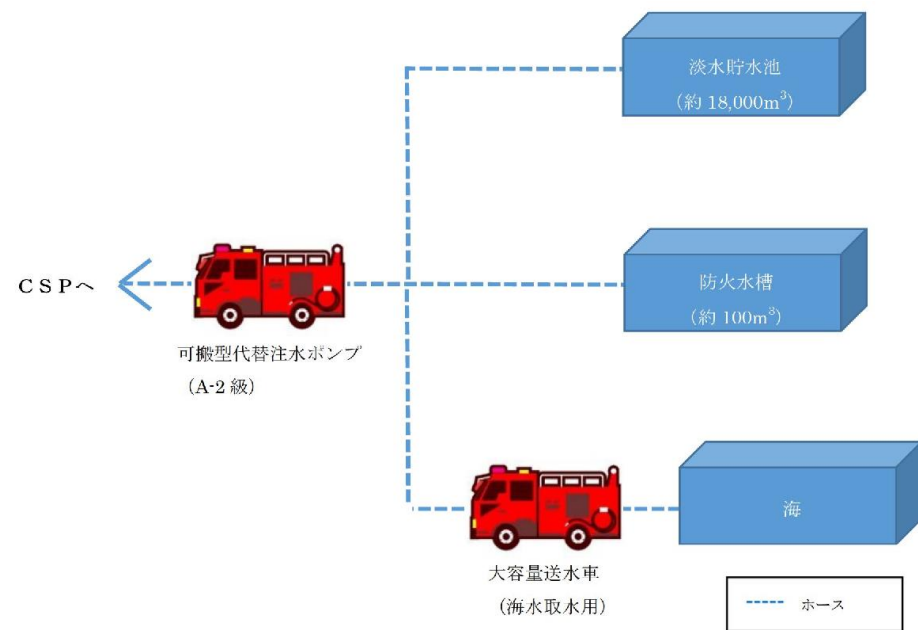 淡水貯水池
（約 18,000m³）
防火水槽
（約 100m³）
ＣＳＰへ
可搬型代替注水ポンプ
（A-2 級）
海
大容量送水車
（海水取水用）
ホース